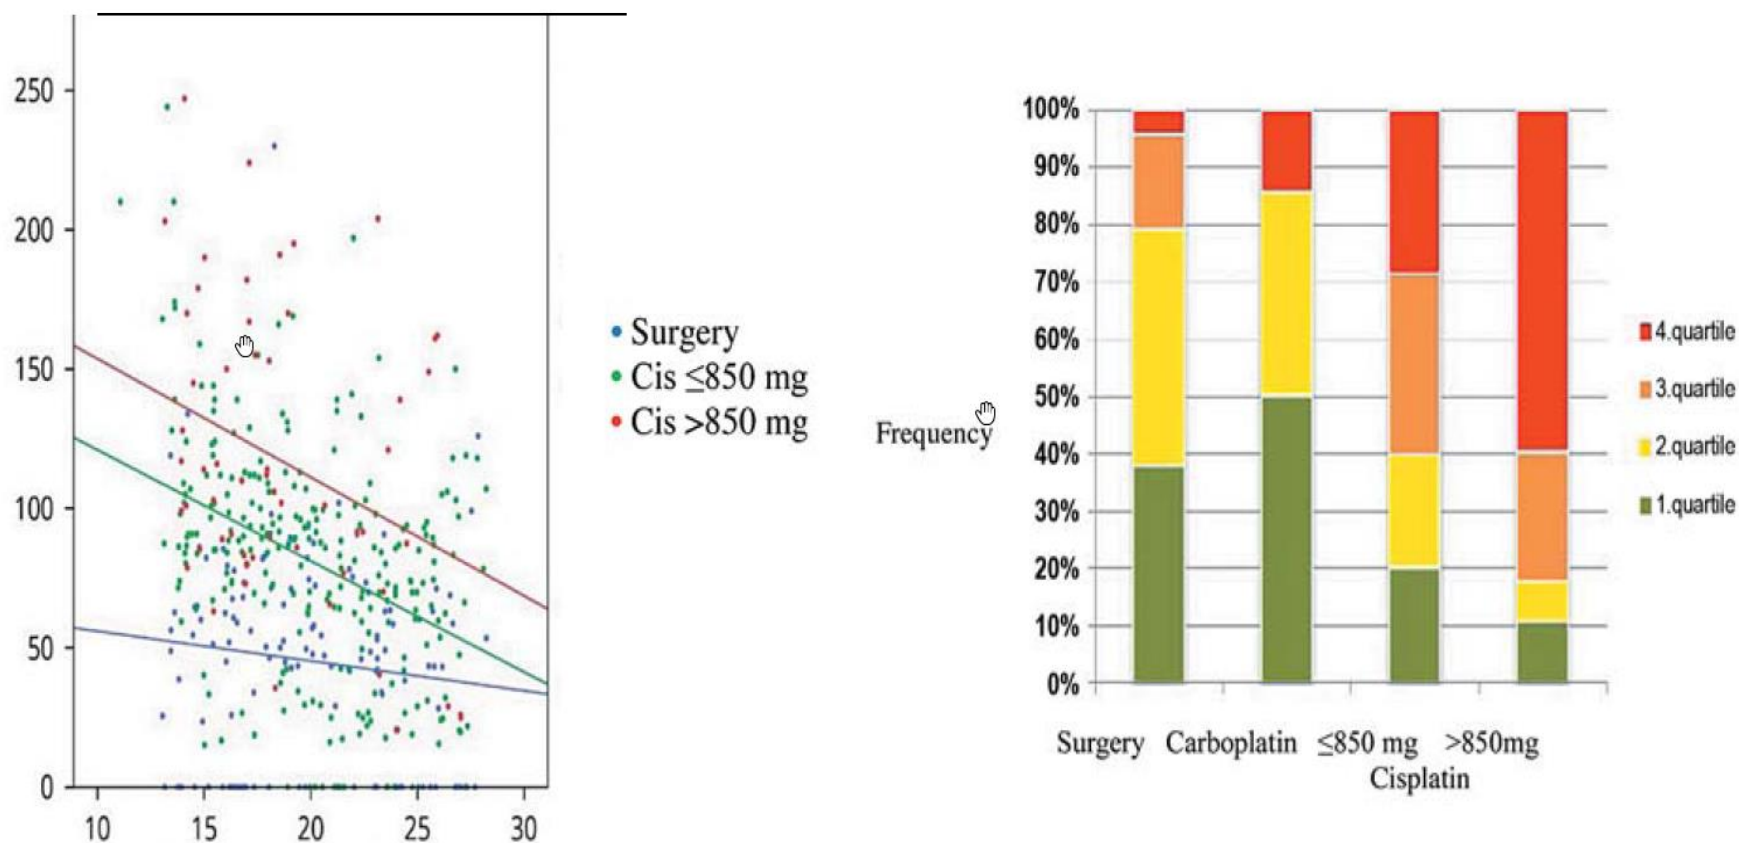 250
200
150
100
50
0
10 15 20 25 30
Surgery
Cis ≤850 mg
Cis >850 mg
Frequency
100%
90%
80%
70%
60%
50%
40%
30%
20%
10%
0%
Surgery Carboplatin ≤850 mg >850mg
Cisplatin
4.quartile
3.quartile
2.quartile
1.quartile